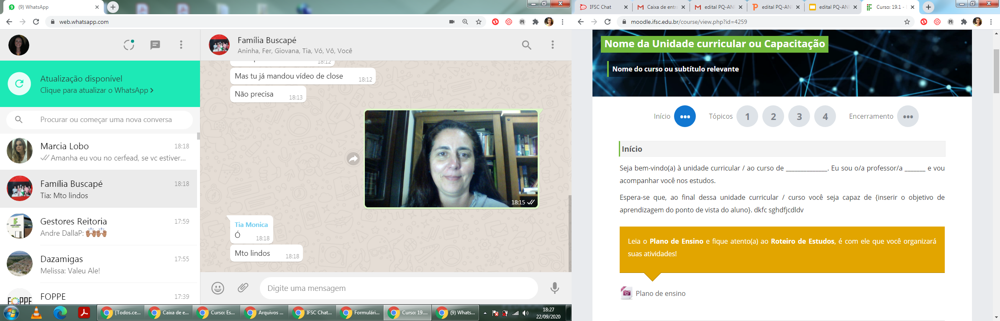 (9) WhatsApp
web.whatsapp.com
Família Buscapé
Aninha, Fer, Giovana, Tia, Vó, Vô, Você
Atualização disponível
Clique para atualizar o WhatsApp
Procurar ou começar uma nova conversa
Marcia Lobo 18:18
Amanha eu vou no cerfead, se vc estiver...
Família Buscapé 18:18
Tia: Mto lindos
Gestores Reitoria 17:59
Andre DallaP: 🙌🏽🙌🏽
Dazamigas 17:55
Melissa: Valeu Ale!
FOPPE 17:39
FOPPE
18:12
Mas tu já mandou vídeo de close 18:12
Não precisa 18:13
18:15
Tia Monica
Ó 18:18
Mto lindos 18:18
Digite uma mensagem
[Todos.ce...
Caixa de e...
Curso: Es...
Arquivos ...
IFSC Chat...
Formulári...
Curso: 19....
(9) Whats...
18:27
22/09/2020
IFSC Chat
Caixa de entr
edital PQ-AN
edital PQ-AN
edital PQ-AN
Curso: 19.1 -
moodle.ifsc.edu.br/course/view.php?id=4259
Nome da Unidade curricular ou Capacitação
Nome do curso ou subtítulo relevante
Início ••• Tópicos 1 2 3 4 Encerramento •••
Início
Seja bem-vindo(a) à unidade curricular / ao curso de ______________. Eu sou o/a professor/a _______ e vou
acompanhar você nos estudos.
Espera-se que, ao final dessa unidade curricular / curso você seja capaz de {inserir o objetivo de
aprendizagem do ponto de vista do aluno}. dkfc sghdfjcdldv
Leia o Plano de Ensino e fique atento(a) ao Roteiro de Estudos, é com ele que você organizará
suas atividades!
Plano de ensino